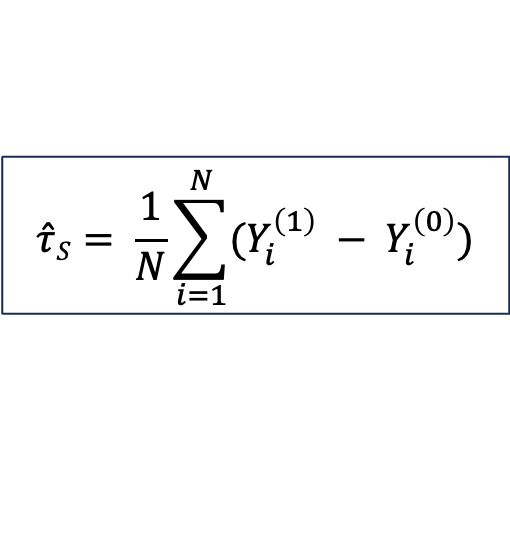 τ̂_S = 1/N ∑_{i=1}^{N} (Y_i^{(1)} − Y_i^{(0)})